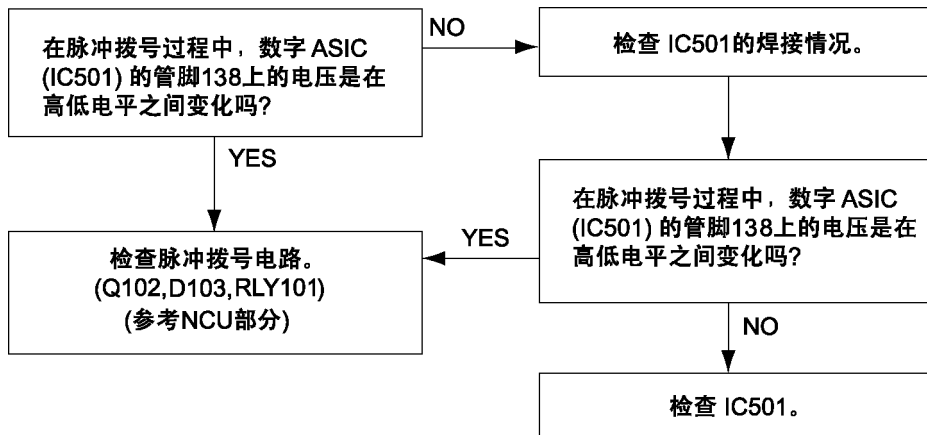 在脉冲拨号过程中，数字 ASIC
(IC501) 的管脚138上的电压是在
高低电平之间变化吗?
NO
检查 IC501的焊接情况。
YES
在脉冲拨号过程中，数字 ASIC
(IC501) 的管脚138上的电压是在
高低电平之间变化吗?
YES
检查脉冲拨号电路。
(Q102,D103,RLY101)
(参考NCU部分)
NO
检查 IC501。